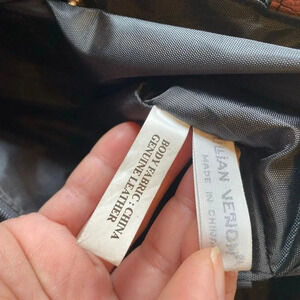 BODY FABRIC : CHINA
GENUINE LEATHER
MADE IN CHINA